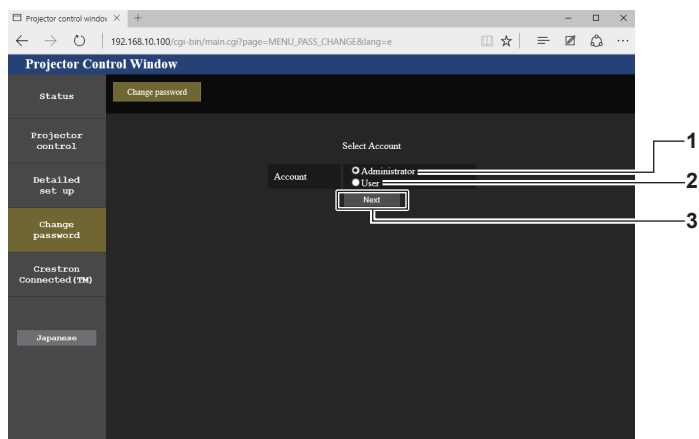 Projector control window
192.168.10.100/cgi-bin/main.cgi?page=MENU_PASS_CHANGE&lang=e
Projector Control Window
Status
Change password
Projector
control
Select Account
1
Account
Administrator
User
2
Detailed
set up
Next
3
Change
password
Crestron
Connected(TM)
Japanese